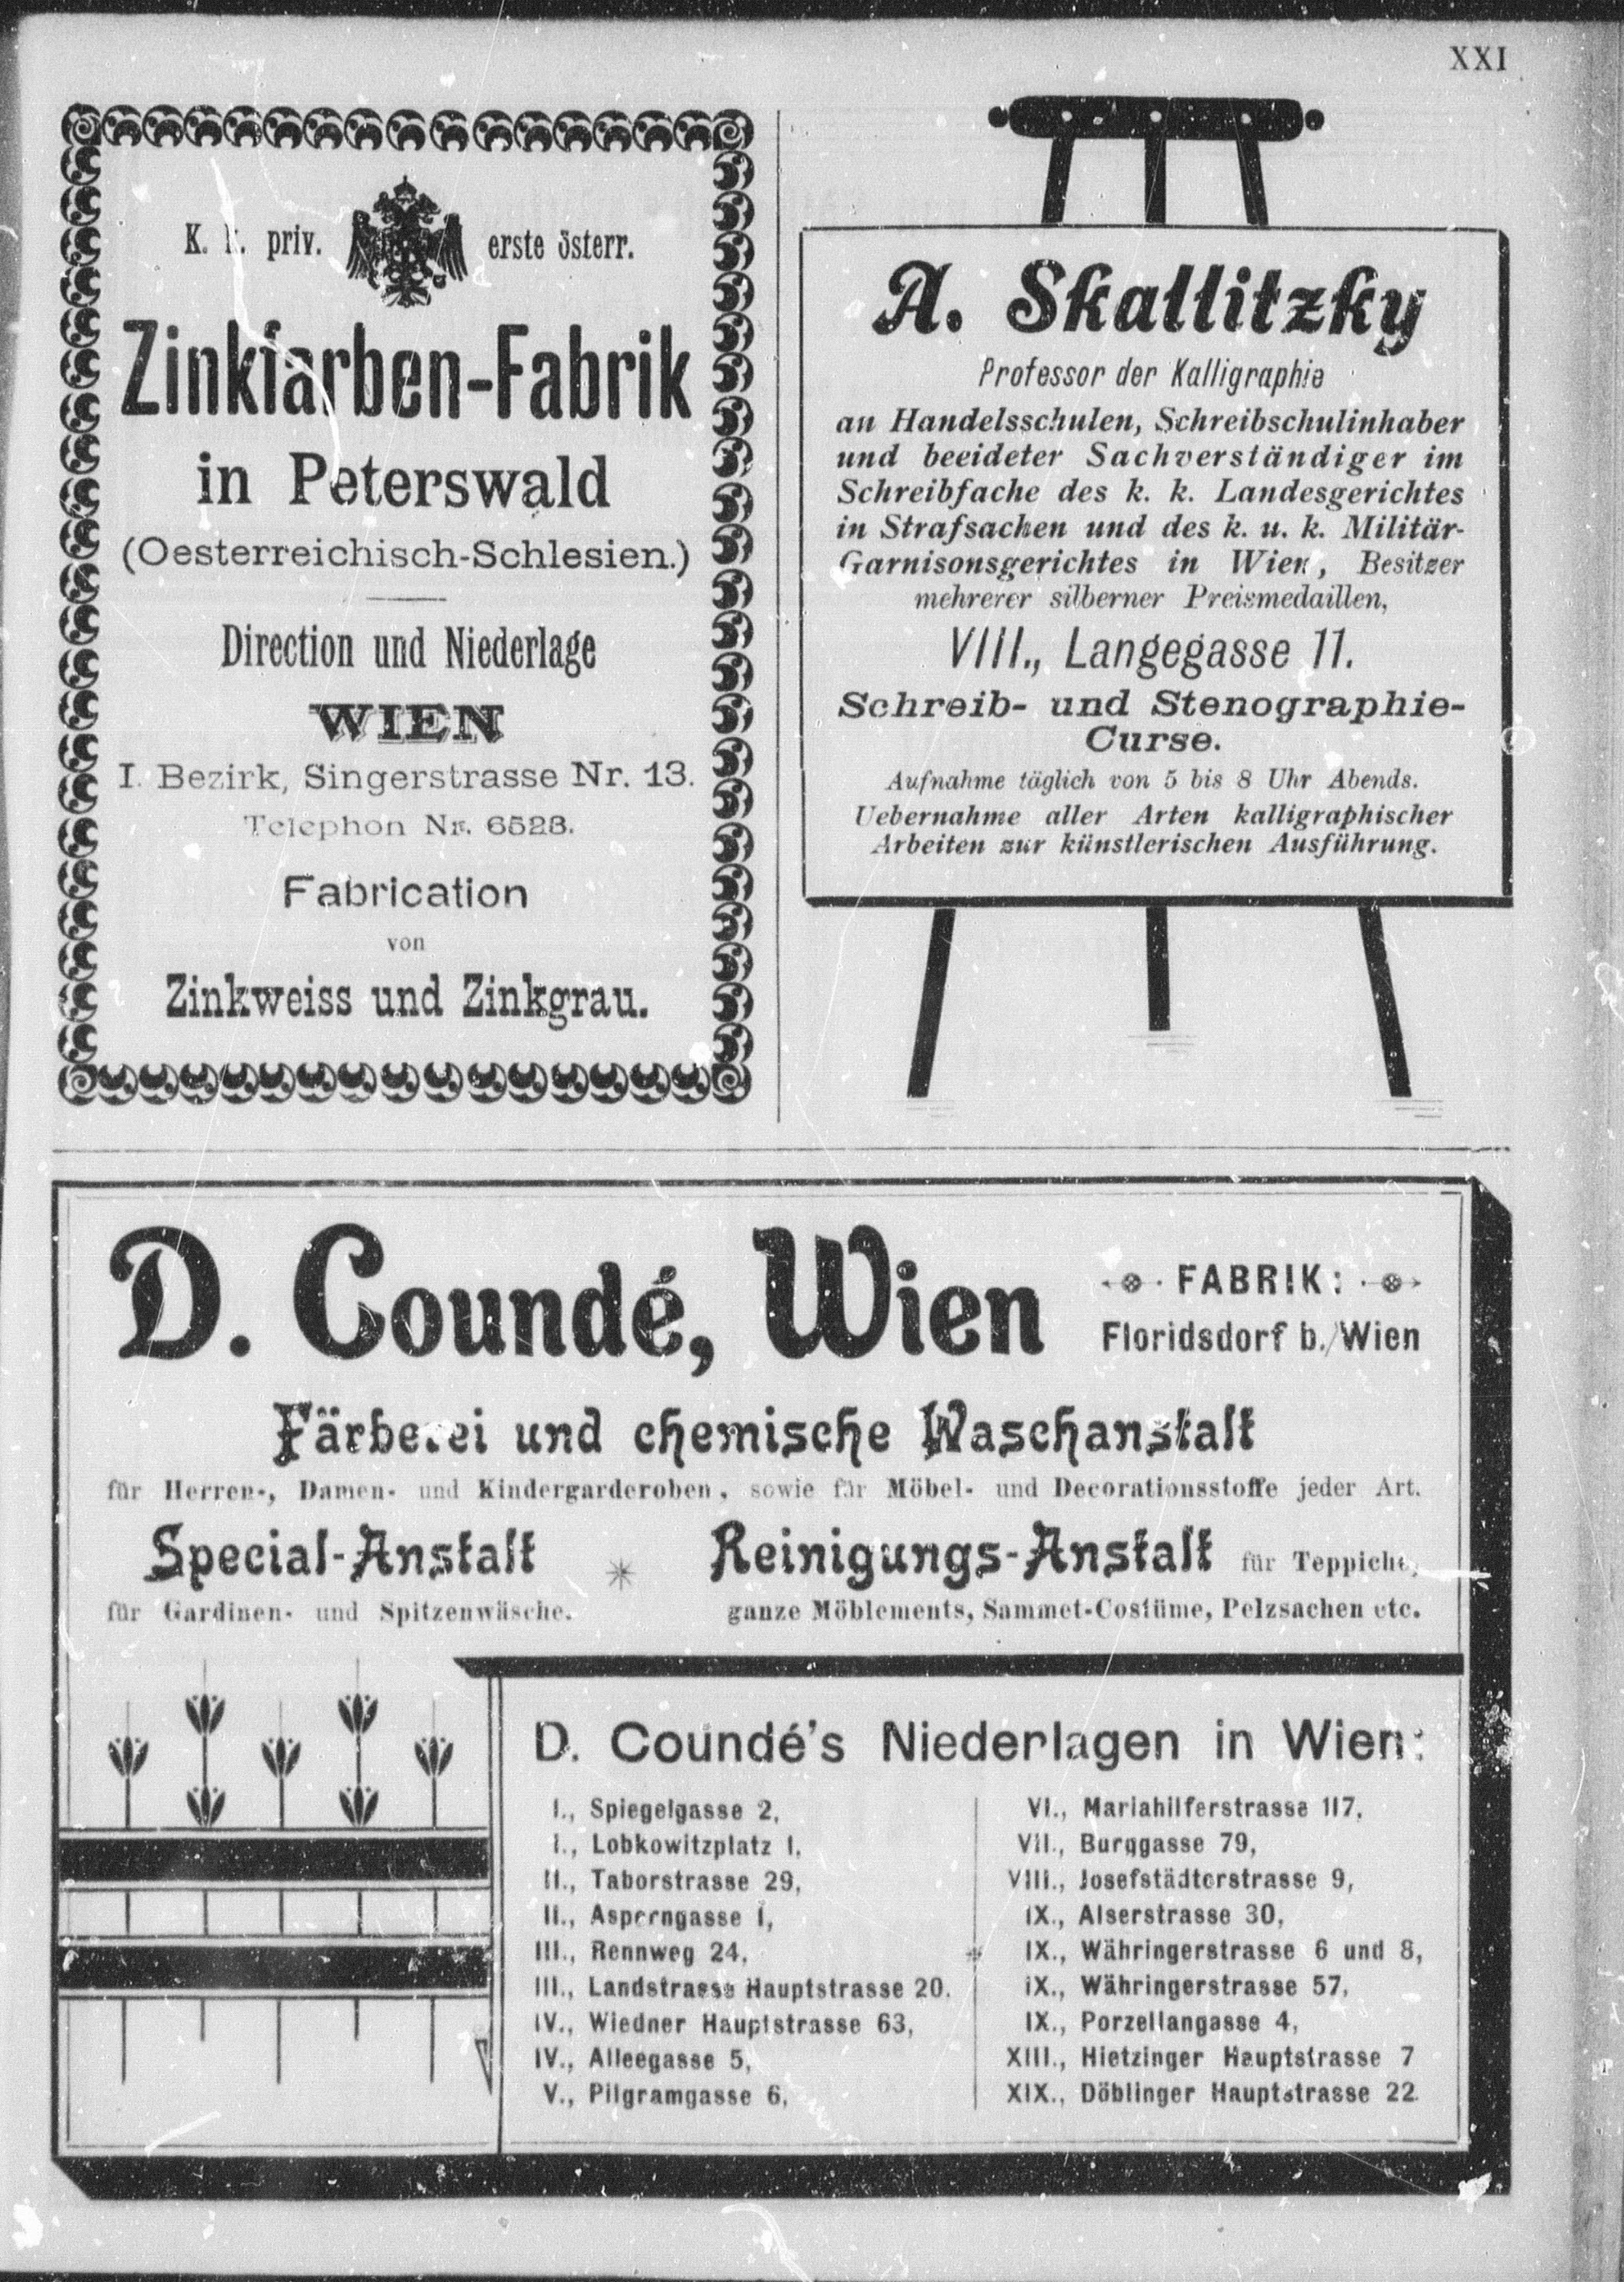 XXI
K. k. priv. erste österr.
Zinkfarben-Fabrik
in Peterswald
(Oesterreichisch-Schlesien.)
Direction und Niederlage
WIEN
I. Bezirk, Singerstrasse Nr. 13.
Telephon Nr. 6528.
Fabrication
von
Zinkweiss und Zinkgrau.
A. Skallitzky
Professor der Kalligraphie
an Handelsschulen, Schreibschulinhaber
und beeideter Sachverständiger im
Schreibfache des k. k. Landesgerichtes
in Strafsachen und des k. u. k. Militär-
Garnisonsgerichtes in Wien, Besitzer
mehrerer silberner Preismedaillen,
VIII., Langegasse 11.
Schreib- und Stenographie-
Curse.
Aufnahme täglich von 5 bis 8 Uhr Abends.
Uebernahme aller Arten kalligraphischer
Arbeiten zur künstlerischen Ausführung.
D. Coundé, Wien
FABRIK:
Floridsdorf b./Wien
Färberei und chemische Waschanstalt
für Herren-, Damen- und Kindergarderoben, sowie für Möbel- und Decorationsstoffe jeder Art.
Special-Anstalt
für Gardinen- und Spitzenwäsche.
Reinigungs-Anstalt für Teppiche,
ganze Möblements, Sammet-Costüme, Pelzsachen etc.
D. Coundé's Niederlagen in Wien:
I., Spiegelgasse 2,
I., Lobkowitzplatz 1,
II., Taborstrasse 29,
II., Asperngasse 1,
III., Rennweg 24,
III., Landstrasse Hauptstrasse 20.
IV., Wiedner Hauptstrasse 63,
IV., Alleegasse 5,
V., Pilgramgasse 6,
VI., Mariahilferstrasse 117,
VII., Burggasse 79,
VIII., Josefstädterstrasse 9,
IX., Alserstrasse 30,
IX., Währingerstrasse 6 und 8,
IX., Währingerstrasse 57,
IX., Porzellangasse 4,
XIII., Hietzinger Hauptstrasse 7
XIX., Döblinger Hauptstrasse 22.